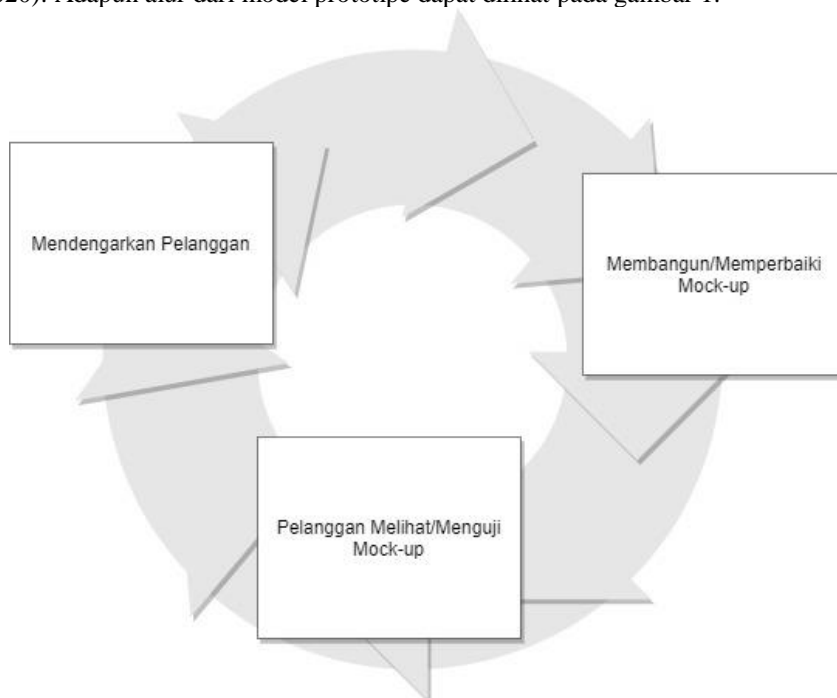 Adapun alur dari model prototipe dapat dilihat pada gambar 1.
Mendengarkan Pelanggan
Membangun/Memperbaiki
Mock-up
Pelanggan Melihat/Menguji
Mock-up